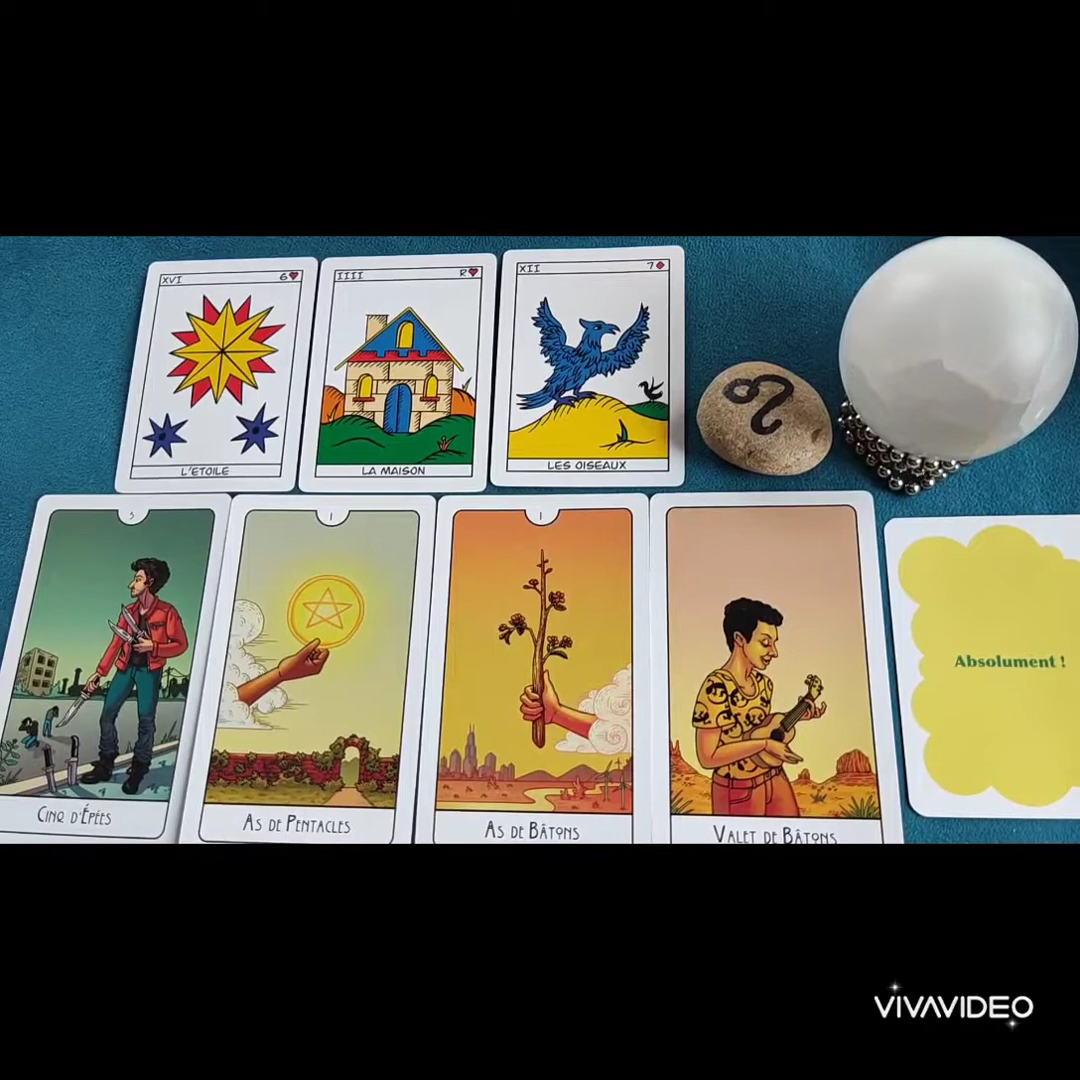 XVI 6
L'ETOILE
IIII R
LA MAISON
XII 7
LES OISEAUX
5
CINQ D'ÉPÉES
I
AS DE PENTACLES
I
AS DE BÂTONS
VALET DE BÂTONS
Absolument !
VIVAVIDEO